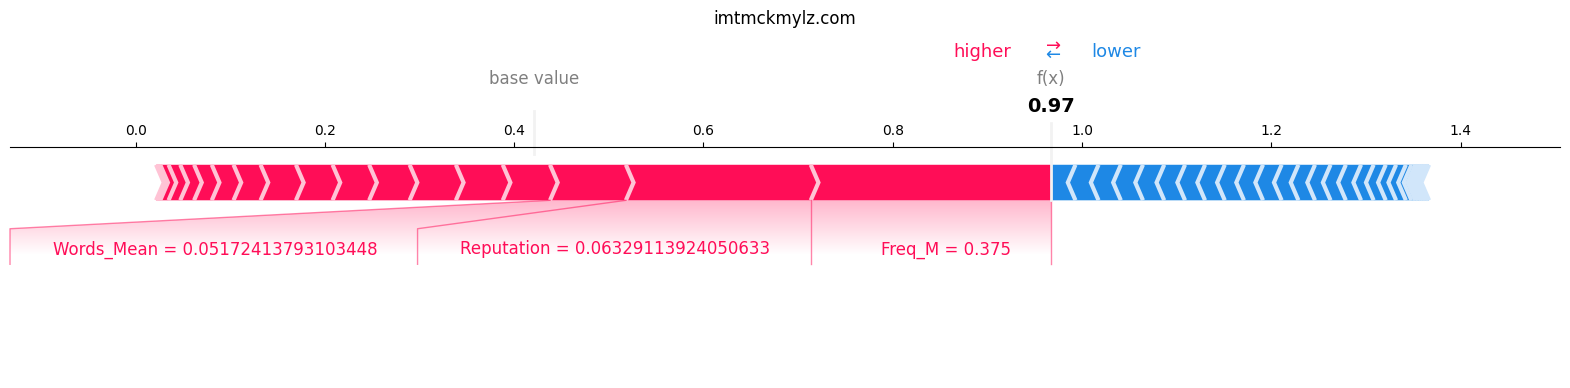 imtmckmylz.com
higher ⇄ lower
base value f(x)
0.97
0.0 0.2 0.4 0.6 0.8 1.0 1.2 1.4
Words_Mean = 0.05172413793103448 Reputation = 0.06329113924050633 Freq_M = 0.375